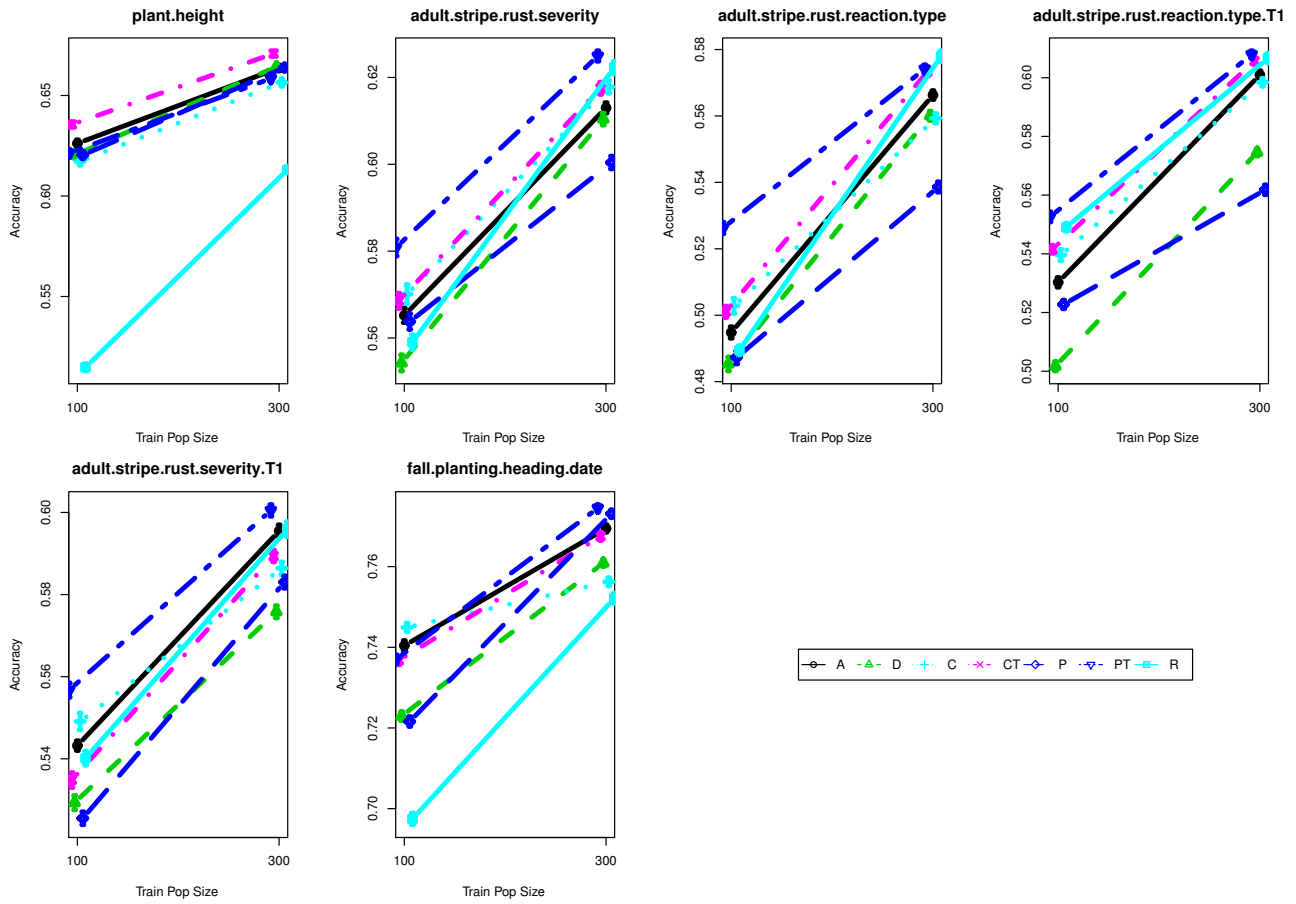 plant.height
Accuracy
0.55 0.60 0.65
100 300
Train Pop Size
adult.stripe.rust.severity
Accuracy
0.56 0.58 0.60 0.62
100 300
Train Pop Size
adult.stripe.rust.reaction.type
Accuracy
0.48 0.50 0.52 0.54 0.56 0.58
100 300
Train Pop Size
adult.stripe.rust.reaction.type.T1
Accuracy
0.50 0.52 0.54 0.56 0.58 0.60
100 300
Train Pop Size
adult.stripe.rust.severity.T1
Accuracy
0.54 0.56 0.58 0.60
100 300
Train Pop Size
fall.planting.heading.date
Accuracy
0.70 0.72 0.74 0.76
100 300
Train Pop Size
A D C CT P PT R